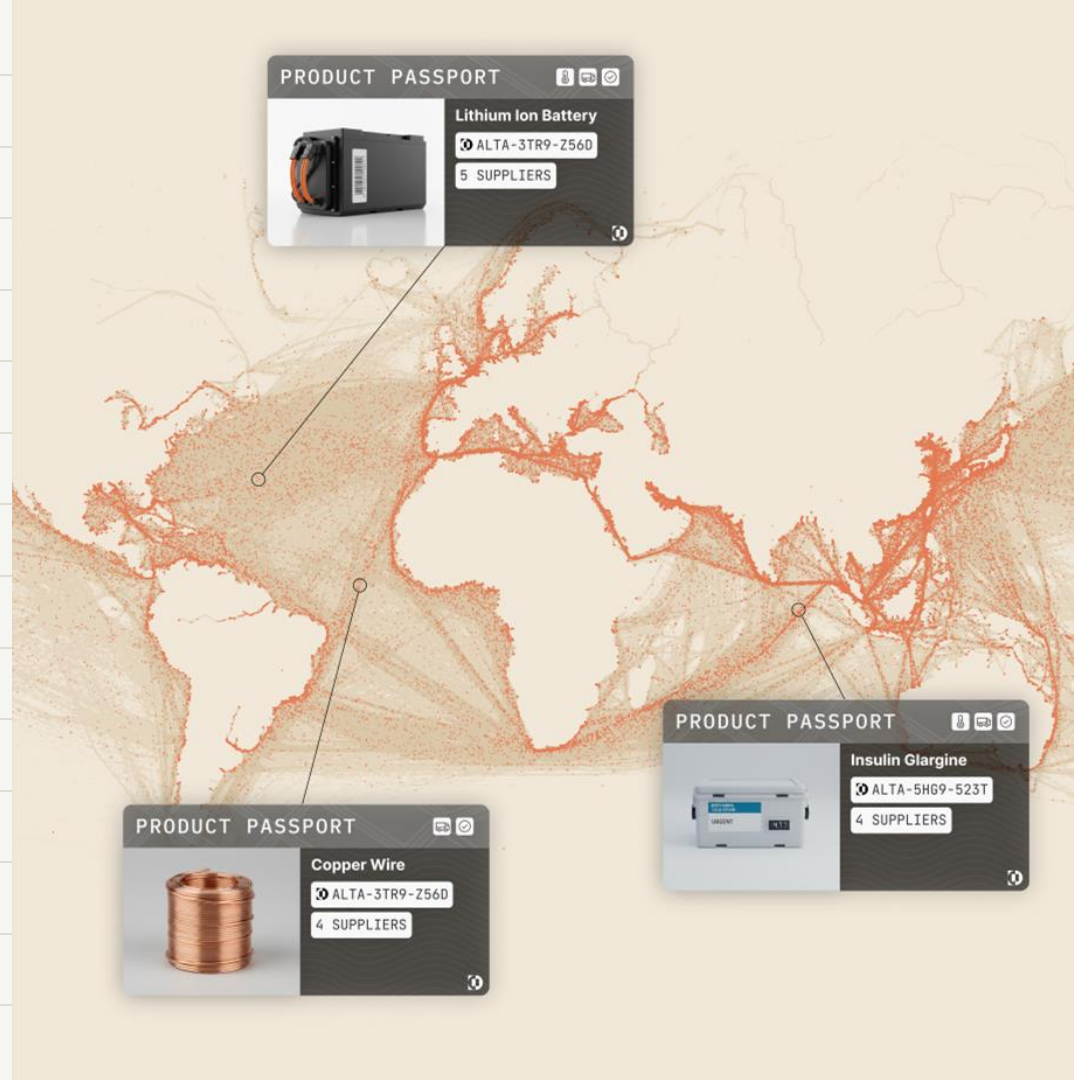 PRODUCT PASSPORT
Lithium Ion Battery
ALTA-3TR9-Z56D
5 SUPPLIERS
PRODUCT PASSPORT
Insulin Glargine
ALTA-5HG9-523T
4 SUPPLIERS
URGENT
PRODUCT PASSPORT
Copper Wire
ALTA-3TR9-Z56D
4 SUPPLIERS